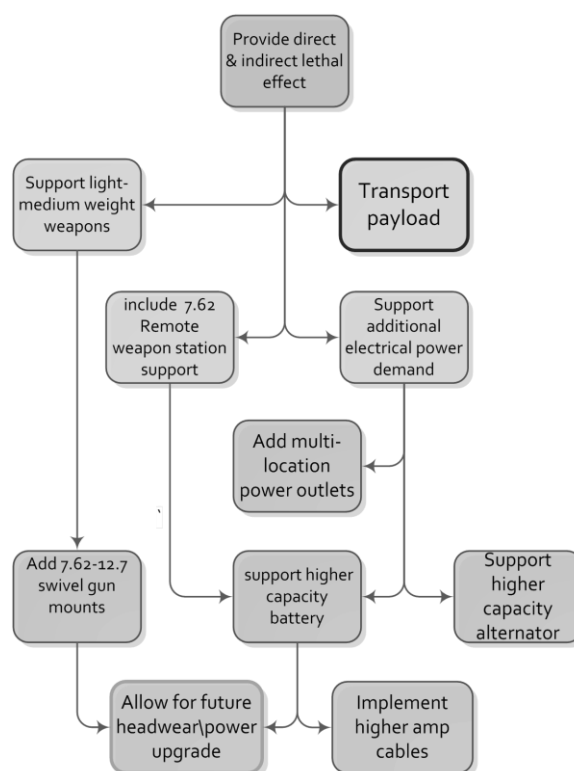 Provide direct
& indirect lethal
effect
Support light-
medium weight
weapons
Transport
payload
include 7.62
Remote
weapon station
support
Support
additional
electrical power
demand
Add multi-
location
power outlets
Add 7.62-12.7
swivel gun
mounts
support higher
capacity
battery
Support
higher
capacity
alternator
Allow for future
headwear\power
upgrade
Implement
higher amp
cables